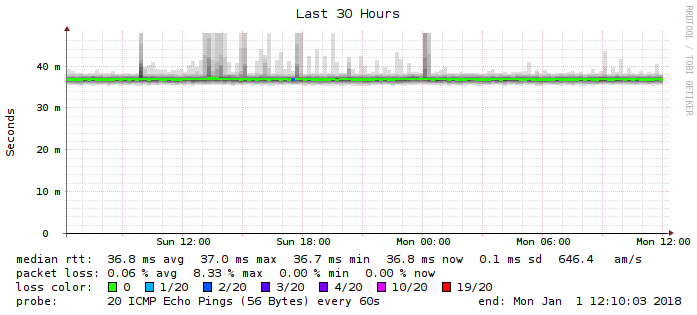 Last 30 Hours
RRDTOOL / TOBI OETIKER
Seconds
40 m
30 m
20 m
10 m
0
Sun 12:00 Sun 18:00 Mon 00:00 Mon 06:00 Mon 12:00
median rtt: 36.8 ms avg 37.0 ms max 36.7 ms min 36.8 ms now 0.1 ms sd 646.4 am/s
packet loss: 0.06 % avg 8.33 % max 0.00 % min 0.00 % now
loss color: 0 1/20 2/20 3/20 4/20 10/20 19/20
probe: 20 ICMP Echo Pings (56 Bytes) every 60s end: Mon Jan 1 12:10:03 2018